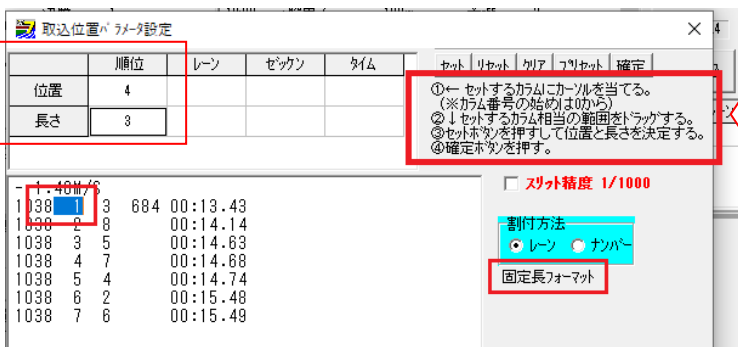 取込位置ﾊﾟﾗﾒｰﾀ設定
順位 レーン ゼッケン タイム
位置 4
長さ 3
セット リセット クリア プリセット 確定
①← セットするカラムにカーソルを当てる。
(※カラム番号の始めは0から)
②↓セットするカラム相当の範囲をドラッグする。
③セットボタンを押すして位置と長さを決定する。
④確定ボタンを押す。
- 1.40M/S
1038 1 3 684 00:13.43
1038 2 8 00:14.14
1038 3 5 00:14.63
1038 4 7 00:14.68
1038 5 4 00:14.74
1038 6 2 00:15.48
1038 7 6 00:15.49
スリット精度 1/1000
割付方法
レーン ナンバー
固定長フォーマット